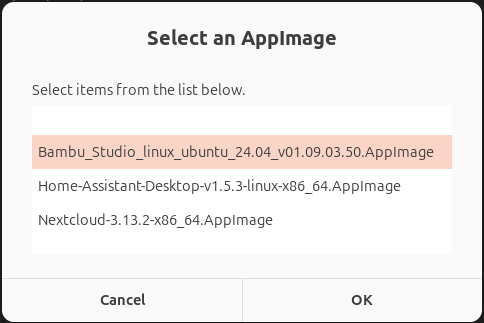 Select an AppImage
Select items from the list below.
Bambu_Studio_linux_ubuntu_24.04_v01.09.03.50.AppImage
Home-Assistant-Desktop-v1.5.3-linux-x86_64.AppImage
Nextcloud-3.13.2-x86_64.AppImage
Cancel
OK